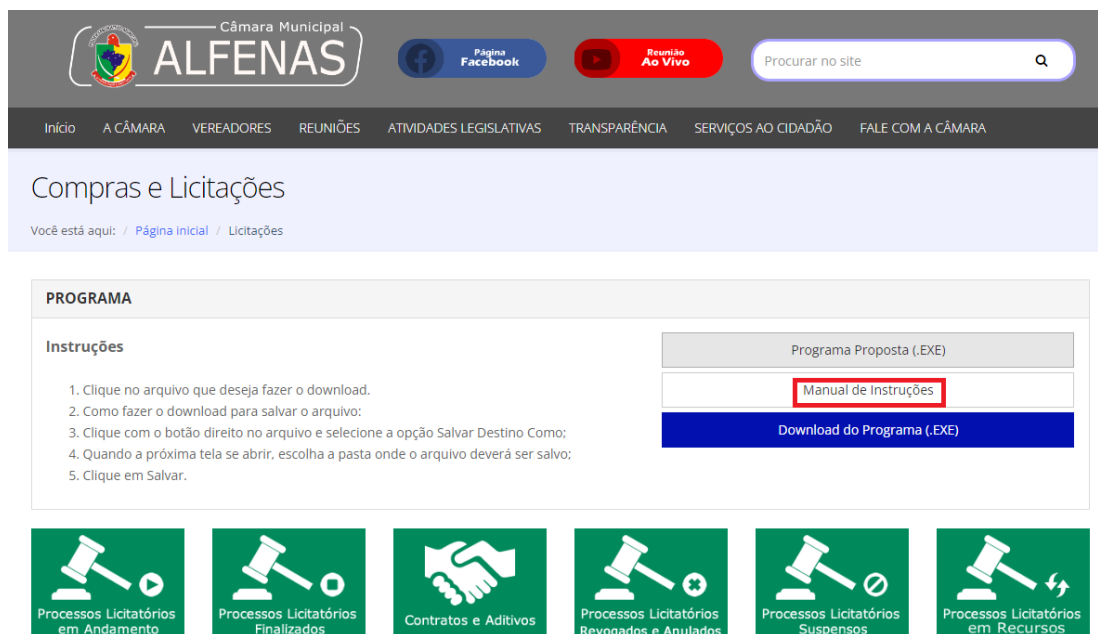 Câmara Municipal
ALFENAS
Página
Facebook
Reunião
Ao Vivo
Procurar no site
Início A CÂMARA VEREADORES REUNIÕES ATIVIDADES LEGISLATIVAS TRANSPARÊNCIA SERVIÇOS AO CIDADÃO FALE COM A CÂMARA
Compras e Licitações
Você está aqui: / Página inicial / Licitações
PROGRAMA
Instruções
1. Clique no arquivo que deseja fazer o download.
2. Como fazer o download para salvar o arquivo:
3. Clique com o botão direito no arquivo e selecione a opção Salvar Destino Como;
4. Quando a próxima tela se abrir, escolha a pasta onde o arquivo deverá ser salvo;
5. Clique em Salvar.
Programa Proposta (.EXE)
Manual de Instruções
Download do Programa (.EXE)
Processos Licitatórios
em Andamento
Processos Licitatórios
Finalizados
Contratos e Aditivos
Processos Licitatórios
Revogados e Anulados
Processos Licitatórios
Suspensos
Processos Licitatórios
em Recursos